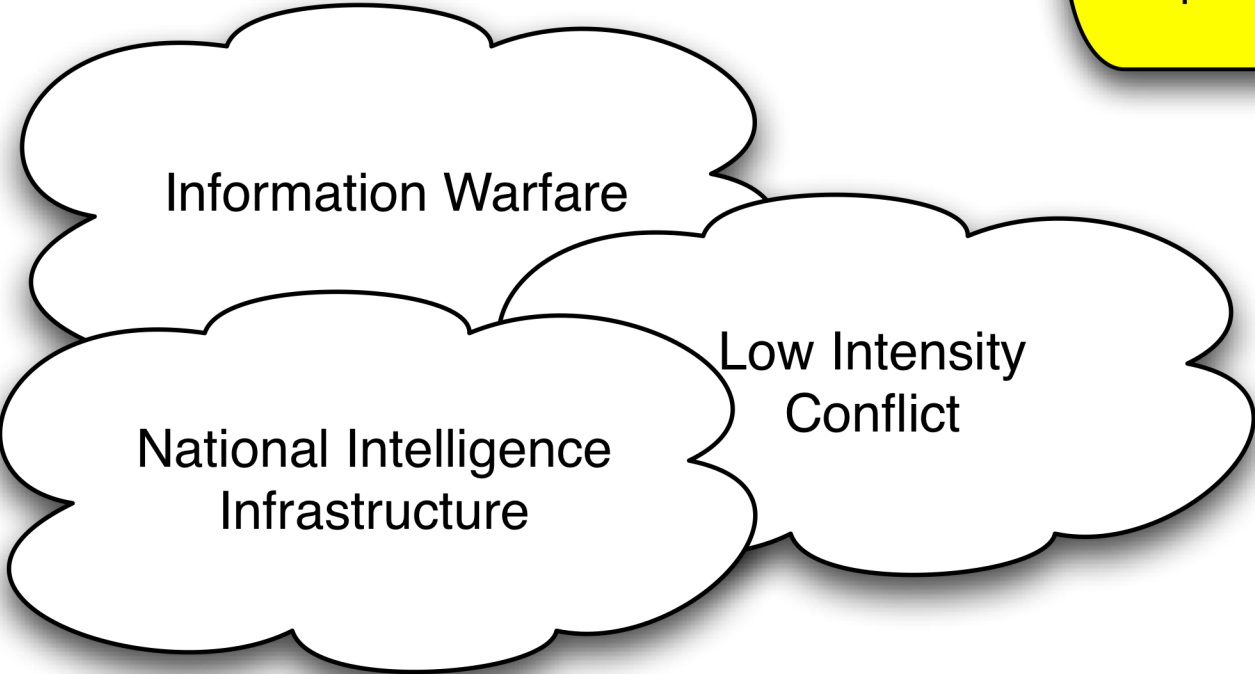 Information Warfare
Low Intensity
Conflict
National Intelligence
Infrastructure